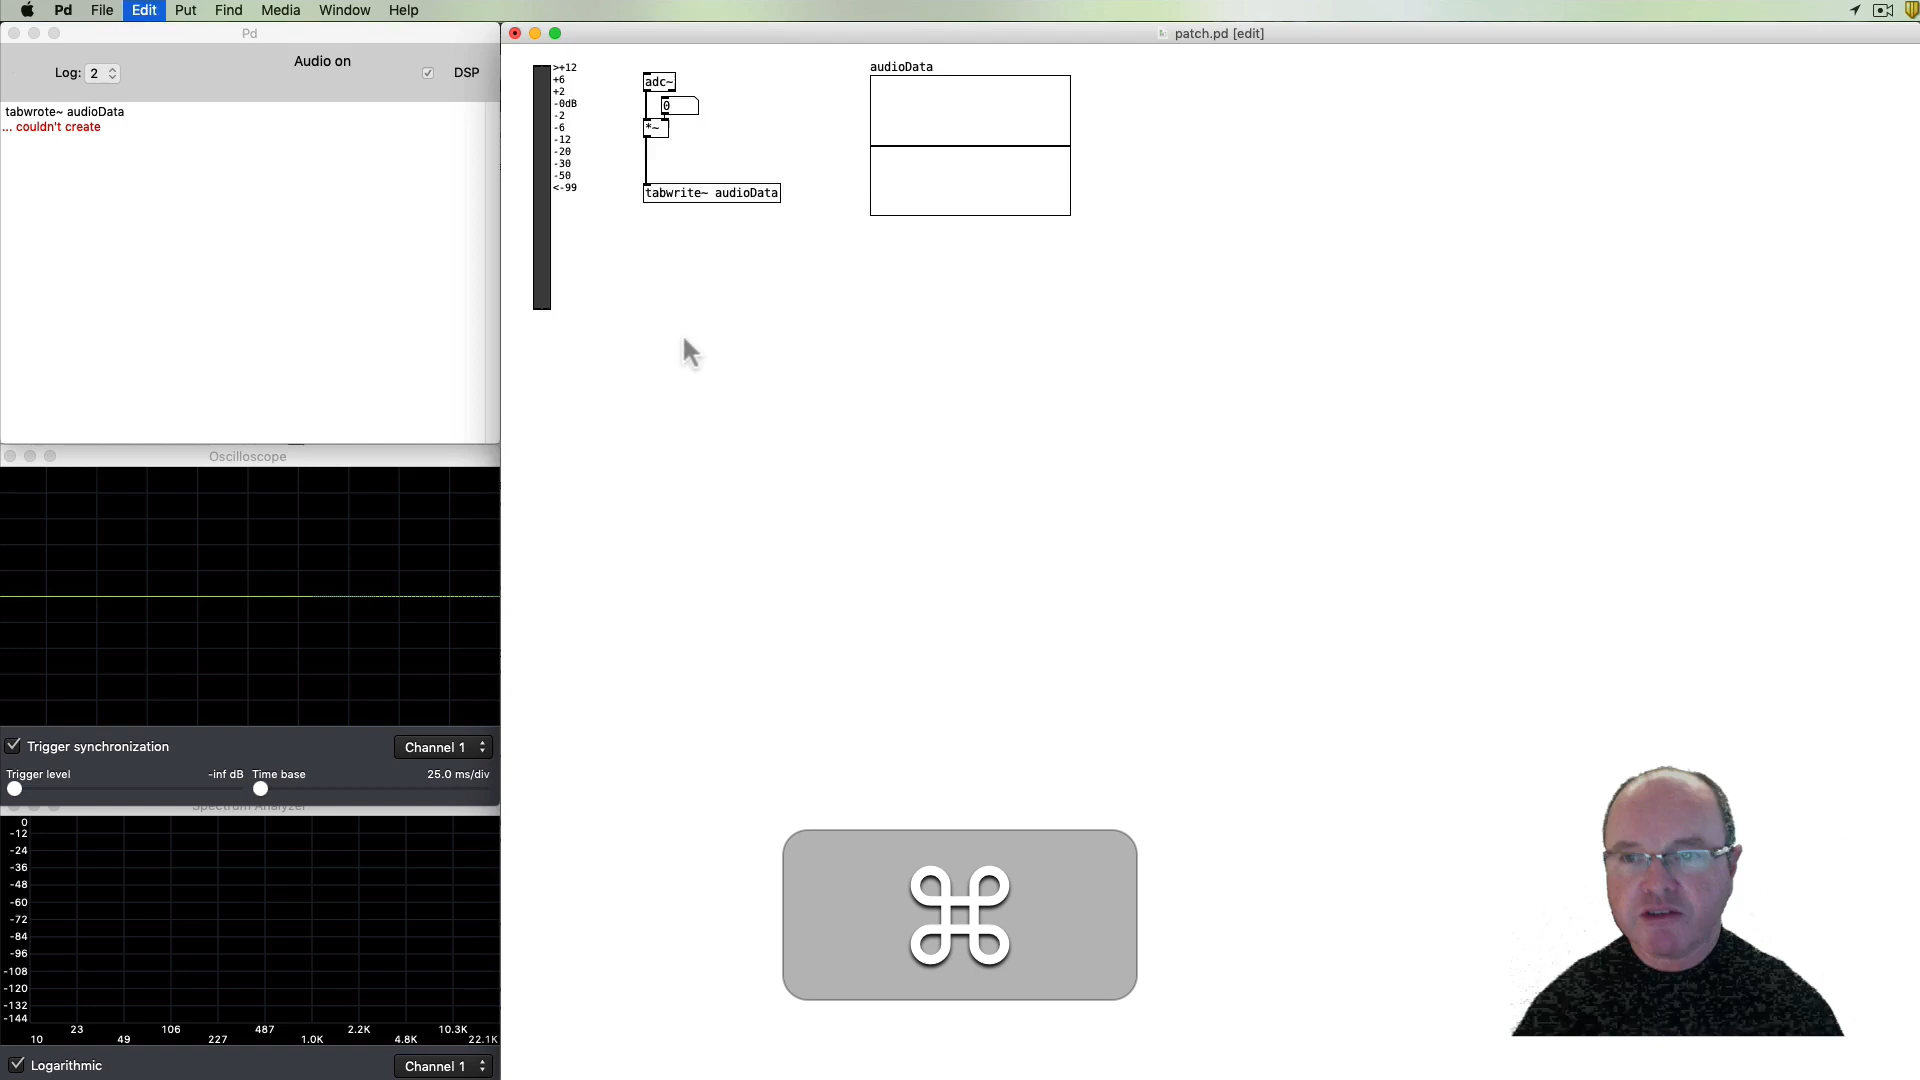 Pd File Edit Put Find Media Window Help
Pd
Audio on
Log: 2
DSP
tabwrote~ audioData
... couldn't create
patch.pd [edit]
>+12
+6
+2
-0dB
-2
-6
-12
-20
-30
-50
<-99
adc~
0
*~
tabwrite~ audioData
audioData
Oscilloscope
Trigger synchronization
Channel 1
Trigger level
-inf dB
Time base
25.0 ms/div
Spectrum Analyzer
0
-12
-24
-36
-48
-60
-72
-84
-96
-108
-120
-132
-144
23 106 487 2.2K 10.3K
10 49 227 1.0K 4.8K 22.1K
Logarithmic
Channel 1